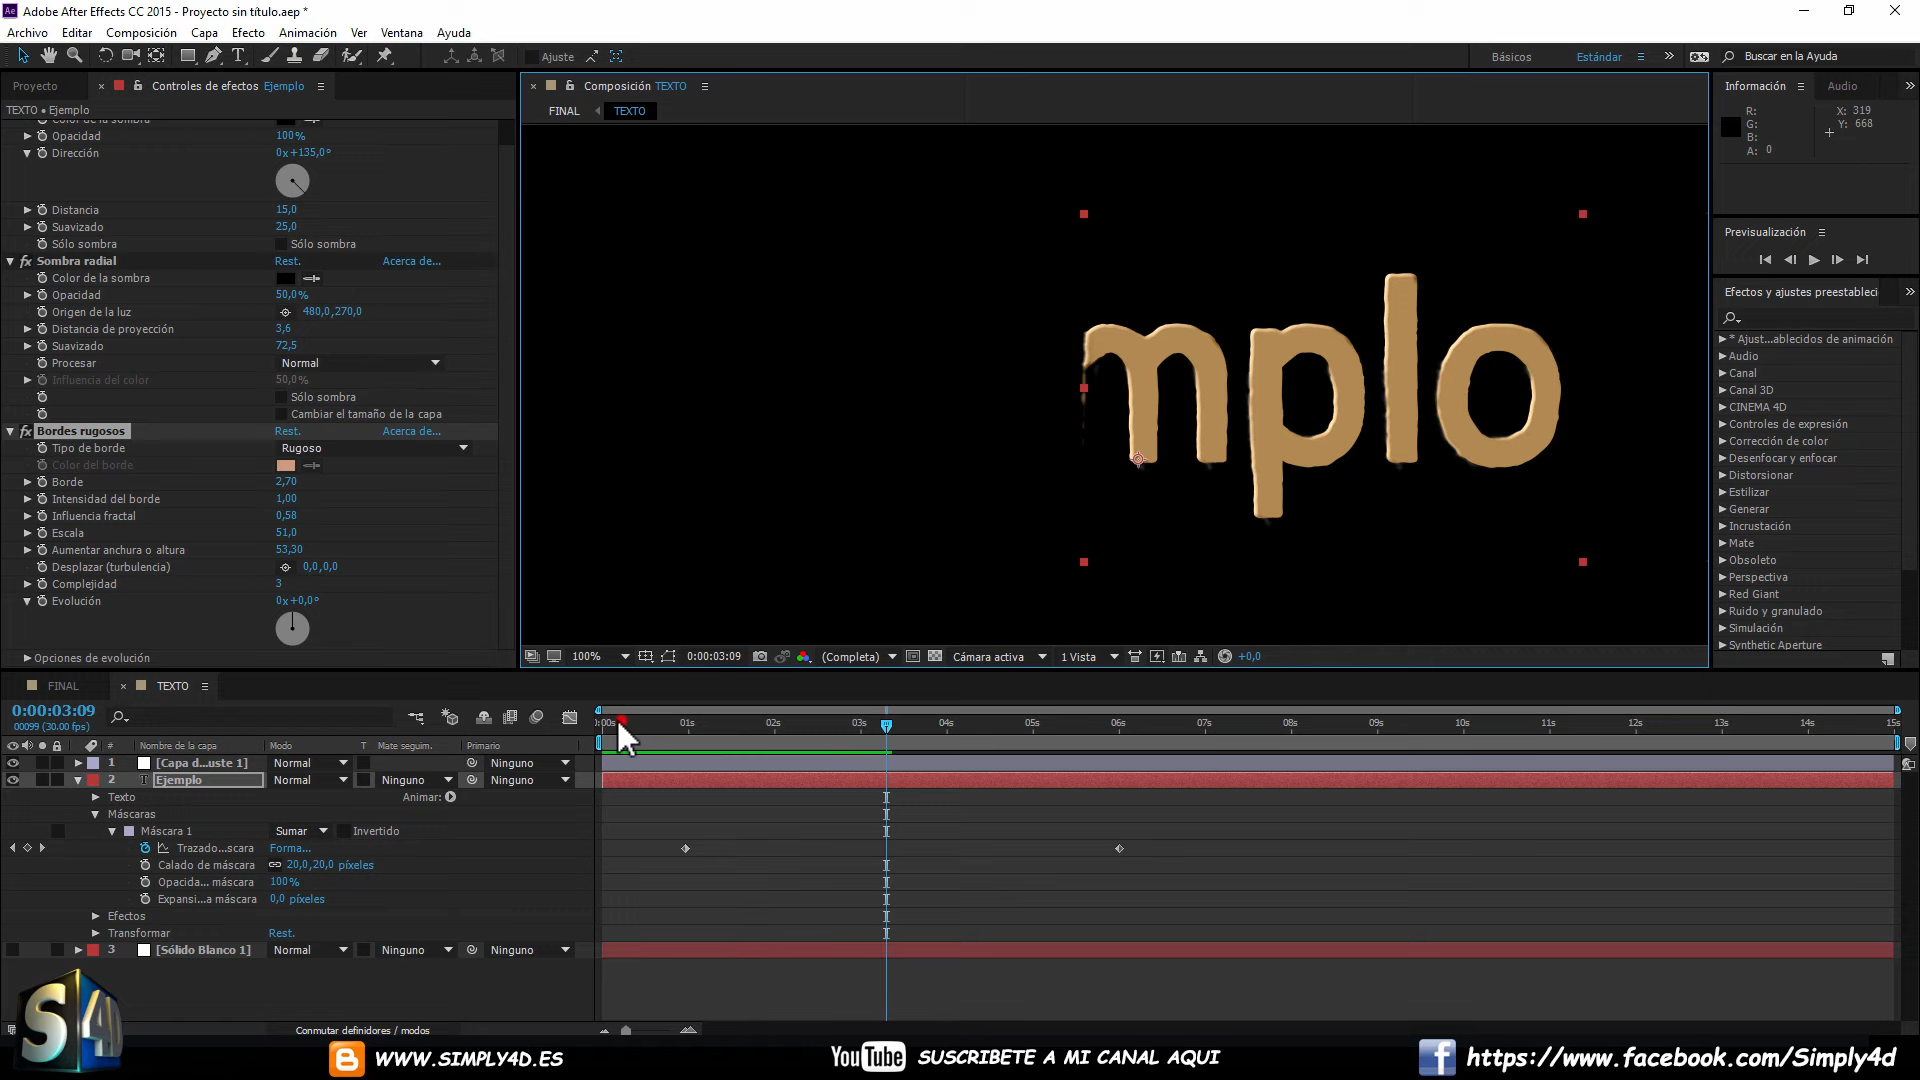 Adobe After Effects CC 2015 - Proyecto sin título.aep *
Archivo Editar Composición Capa Efecto Animación Ver Ventana Ayuda
Ajuste Básicos Estándar Buscar en la Ayuda
Proyecto Controles de efectos Ejemplo
TEXTO • Ejemplo
Color de la sombra
Opacidad 100%
Dirección 0x+135,0°
Distancia 15,0
Suavizado 25,0
Sólo sombra Sólo sombra
Sombra radial Rest. Acerca de...
Color de la sombra
Opacidad 50,0%
Origen de la luz 480,0,270,0
Distancia de proyección 3,6
Suavizado 72,5
Procesar Normal
Influencia del color 50,0%
Sólo sombra
Cambiar el tamaño de la capa
Bordes rugosos Rest. Acerca de...
Tipo de borde Rugoso
Color del borde
Borde 2,70
Intensidad del borde 1,00
Influencia fractal 0,58
Escala 51,0
Aumentar anchura o altura 53,30
Desplazar (turbulencia) 0,0,0,0
Complejidad 3
Evolución 0x+0,0°
Opciones de evolución
Composición TEXTO
FINAL TEXTO
mplo
100% 0:00:03:09 (Completa) Cámara activa 1 Vista +0,0
Información Audio
R: X: 319
G: Y: 668
B:
A: 0
Previsualización
Efectos y ajustes preestableci
* Ajust...ablecidos de animación
Audio
Canal
Canal 3D
CINEMA 4D
Controles de expresión
Corrección de color
Desenfocar y enfocar
Distorsionar
Estilizar
Generar
Incrustación
Mate
Obsoleto
Perspectiva
Red Giant
Ruido y granulado
Simulación
Synthetic Aperture
FINAL TEXTO
0:00:03:09
00099 (30.00 fps)
0:00s 01s 02s 03s 04s 05s 06s 07s 08s 09s 10s 11s 12s 13s 14s 15s
# Nombre de la capa Modo T Mate seguim. Primario
1 [Capa d...uste 1] Normal Ninguno
2 T Ejemplo Normal Ninguno Ninguno
Texto Animar:
Máscaras
Máscara 1 Sumar Invertido
Trazado...scara Forma...
Calado de máscara 20,0,20,0 píxeles
Opacida... máscara 100%
Expansi...a máscara 0,0 píxeles
Efectos
Transformar Rest.
3 [Sólido Blanco 1] Normal Ninguno Ninguno
Conmutar definidores / modos
S4D
WWW.SIMPLY4D.ES YouTube SUSCRIBETE A MI CANAL AQUI https://www.facebook.com/Simply4d